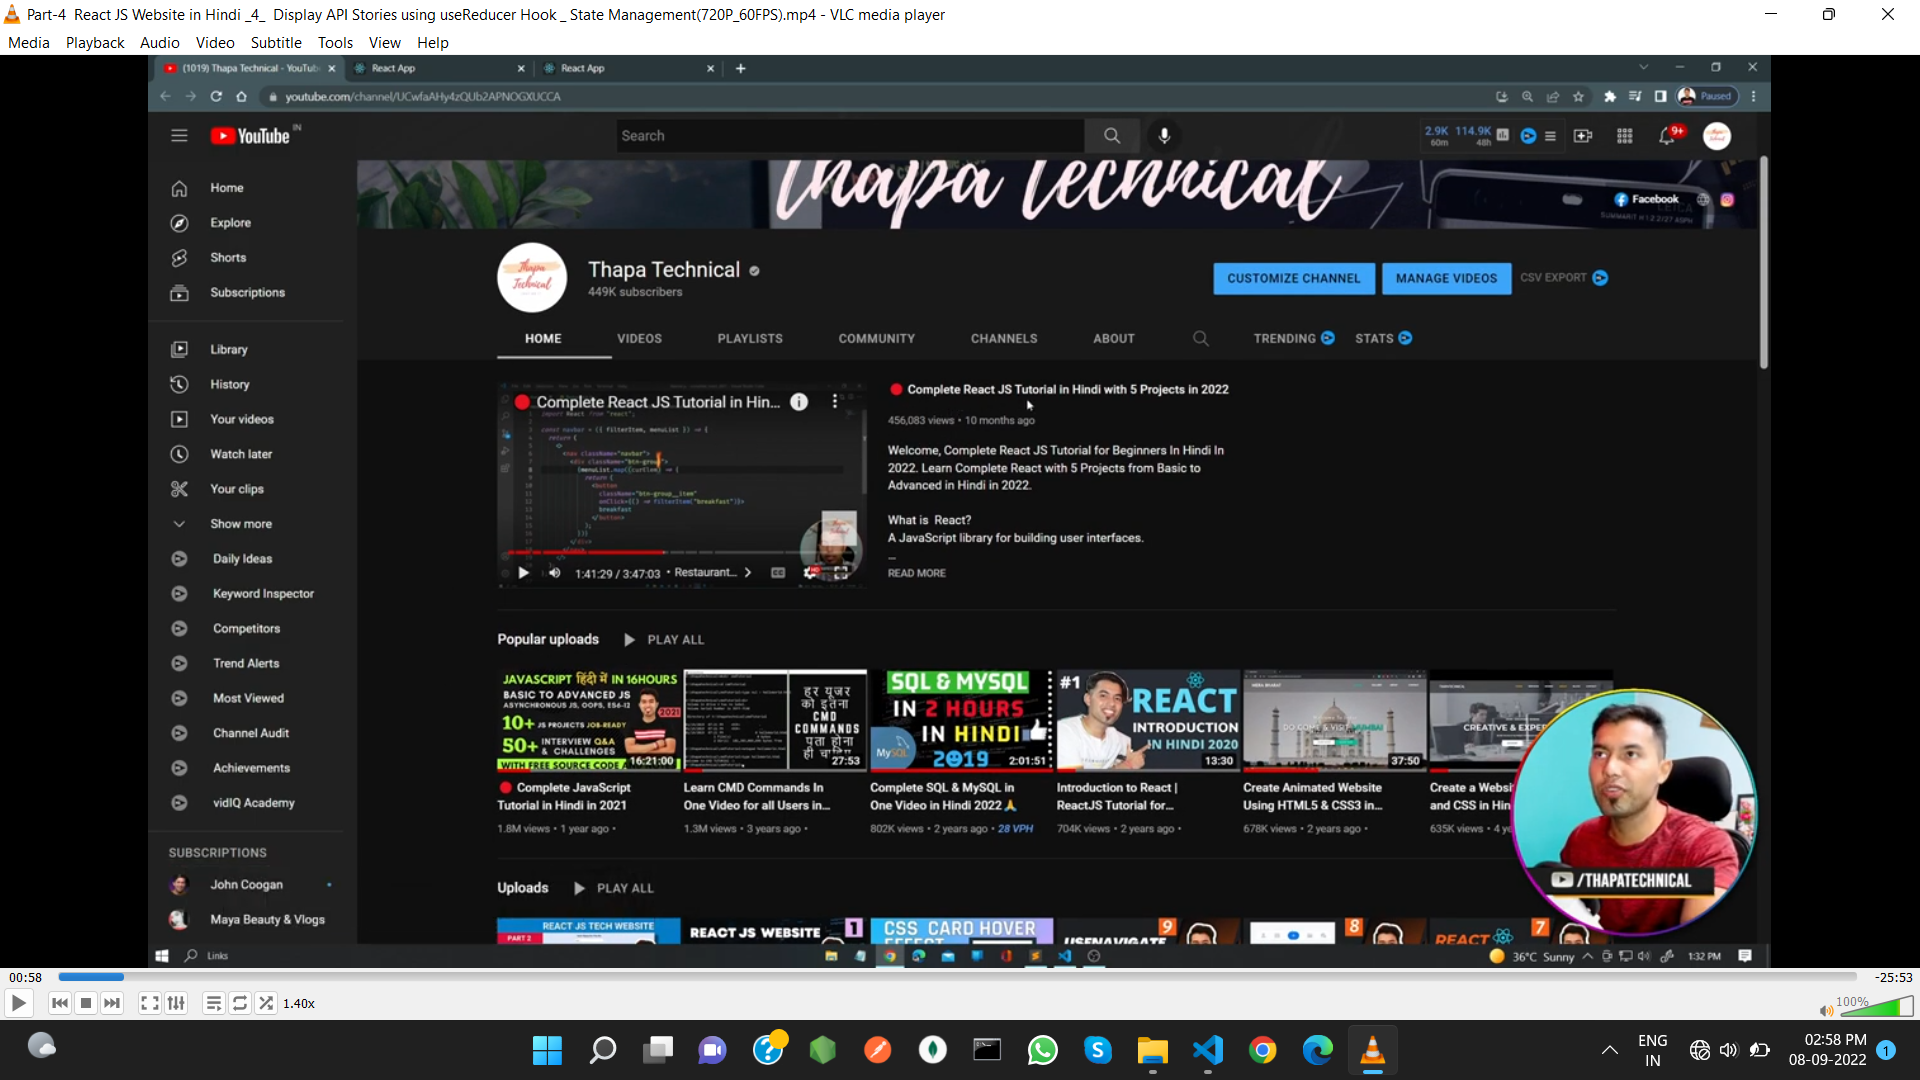 Part-4 React JS Website in Hindi _4_ Display API Stories using useReducer Hook _ State Management(720P_60FPS).mp4 - VLC media player
Media Playback Audio Video Subtitle Tools View Help
(1019) Thapa Technical - YouTub React App React App
youtube.com/channel/UCwfaAHy4zQUb2APNOGXUCCA Paused
YouTube IN Search 2.9K 60m 114.9K 48h 9+
Home
Explore
Shorts
Subscriptions
Library
History
Your videos
Watch later
Your clips
Show more
Daily Ideas
Keyword Inspector
Competitors
Trend Alerts
Most Viewed
Channel Audit
Achievements
vidIQ Academy
SUBSCRIPTIONS
John Coogan
Maya Beauty & Vlogs
thapa technical
Facebook
Thapa Technical
Thapa Technical
449K subscribers
CUSTOMIZE CHANNEL MANAGE VIDEOS CSV EXPORT
HOME VIDEOS PLAYLISTS COMMUNITY CHANNELS ABOUT TRENDING STATS
Complete React JS Tutorial in Hin...
1:41:29 / 3:47:03 • Restaurant...
Complete React JS Tutorial in Hindi with 5 Projects in 2022
456,083 views • 10 months ago
Welcome, Complete React JS Tutorial for Beginners In Hindi In
2022. Learn Complete React with 5 Projects from Basic to
Advanced in Hindi in 2022.
What is React?
A JavaScript library for building user interfaces.
...
READ MORE
Popular uploads PLAY ALL
JAVASCRIPT हिंदी में IN 16HOURS
BASIC TO ADVANCED JS
ASYNCHRONOUS JS, OOPS, ES6-12
2021
10+ JS PROJECTS JOB-READY
50+ INTERVIEW Q&A
& CHALLENGES
WITH FREE SOURCE CODE
16:21:00
Complete JavaScript
Tutorial in Hindi in 2021
1.8M views • 1 year ago •
हर यूजर
को इतना
CMD
COMMANDS
पता होना
ही चाहिए
27:53
Learn CMD Commands In
One Video for all Users in...
1.3M views • 3 years ago •
SQL & MYSQL
IN 2 HOURS
IN HINDI
MySQL
2019
2:01:51
Complete SQL & MySQL in
One Video in Hindi 2022
802K views • 2 years ago • 28 VPH
#1
REACT
INTRODUCTION
IN HINDI 2020
13:30
Introduction to React |
ReactJS Tutorial for...
704K views • 2 years ago •
DO COME & VISIT MUMBAI
37:50
Create Animated Website
Using HTML5 & CSS3 in...
678K views • 2 years ago •
CREATIVE & EXPE
Create a Websi
and CSS in Hin
635K views • 4 ye
/THAPATECHNICAL
Uploads PLAY ALL
REACT JS TECH WEBSITE
PART 2
REACT JS WEBSITE 1
CSS CARD HOVER
EFFECT
USENAVIGATE 9
8
REACT 7
Links 36°C Sunny 1:32 PM
00:58 -25:53
1.40x 100%
ENG
IN
02:58 PM
08-09-2022
1